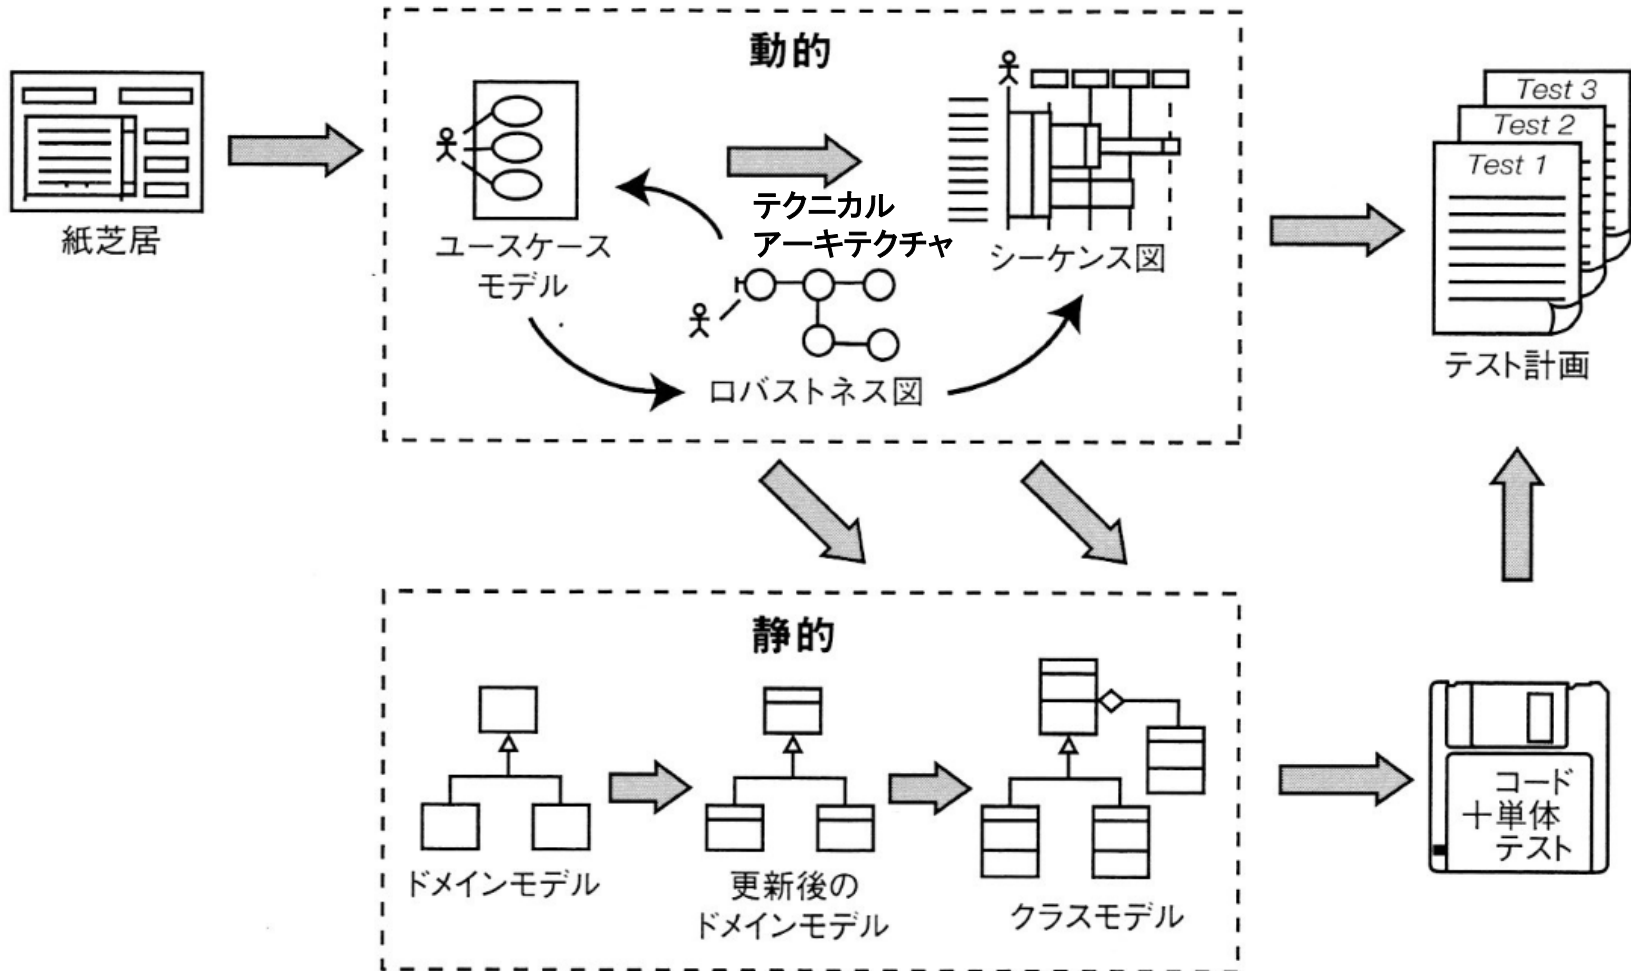 動的
紙芝居
ユースケース
モデル
テクニカル
アーキテクチャ
シーケンス図
ロバストネス図
Test 3
Test 2
Test 1
テスト計画
静的
ドメインモデル
更新後の
ドメインモデル
クラスモデル
コード
＋単体
テスト